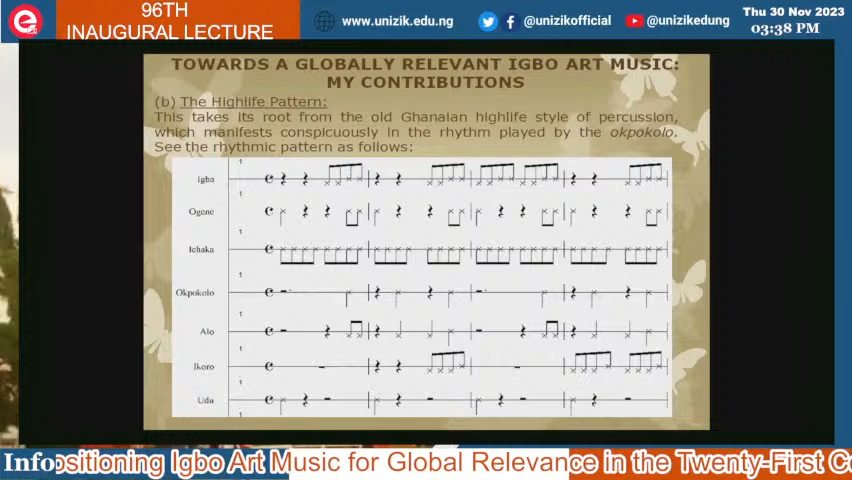 96TH
INAUGURAL LECTURE
www.unizik.edu.ng
@unizikofficial
@unizikedung
Thu 30 Nov 2023
03:38 PM
TOWARDS A GLOBALLY RELEVANT IGBO ART MUSIC:
MY CONTRIBUTIONS
(b) The Highlife Pattern:
This takes its root from the old Ghanaian highlife style of percussion,
which manifests conspicuously in the rhythm played by the okpokolo.
See the rhythmic pattern as follows:
Igba
Ogene
Ichaka
Okpokolo
Alo
Ikoro
Udu
Info
ositioning Igbo Art Music for Global Relevance in the Twenty-First C